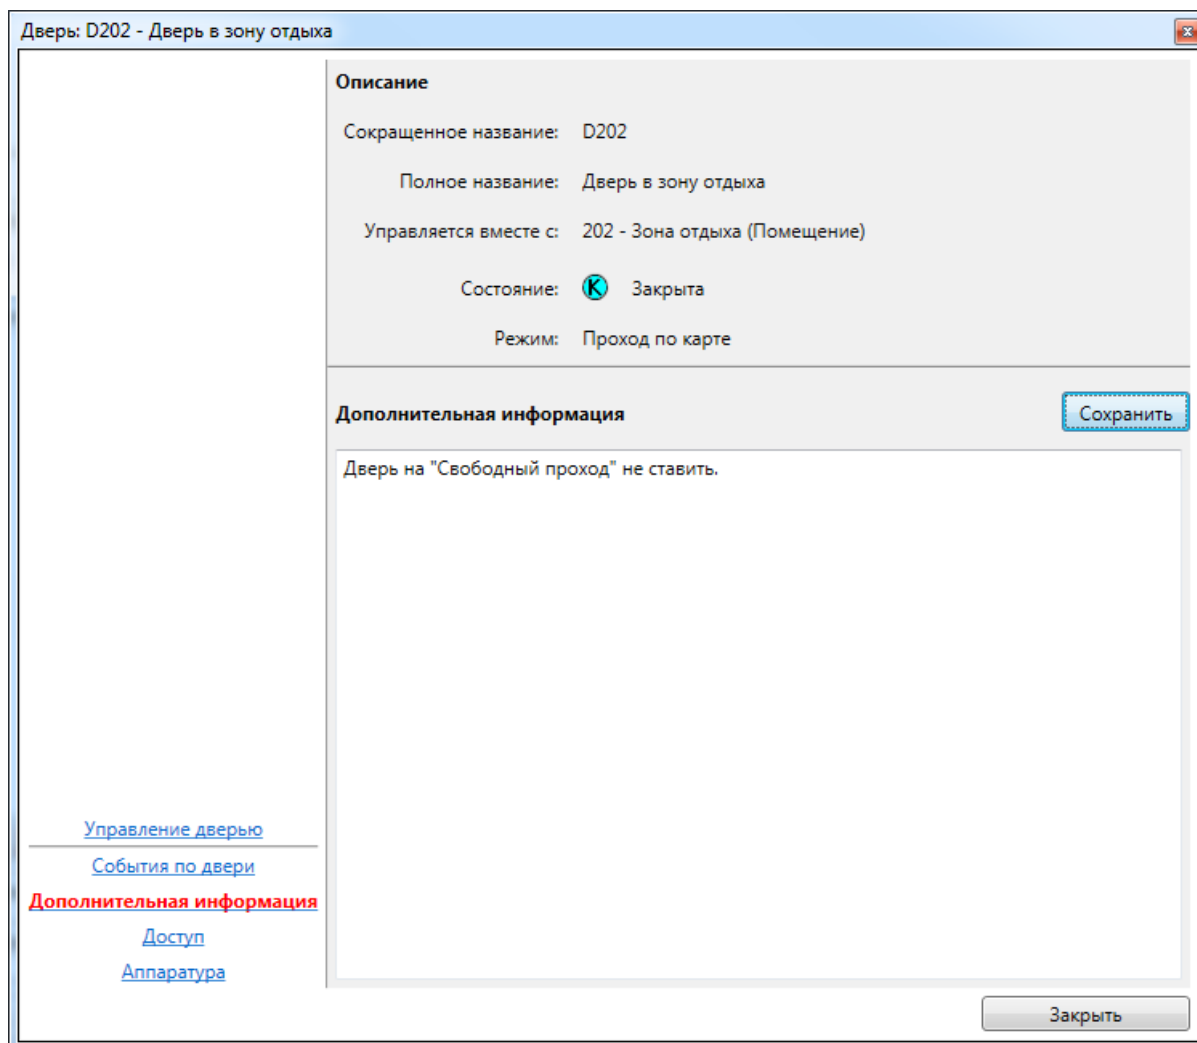 Дверь: D202 - Дверь в зону отдыха
Описание
Сокращенное название: D202
Полное название: Дверь в зону отдыха
Управляется вместе с: 202 - Зона отдыха (Помещение)
Состояние: K Закрыта
Режим: Проход по карте
Дополнительная информация Сохранить
Дверь на "Свободный проход" не ставить.
Управление дверью
События по двери
Дополнительная информация
Доступ
Аппаратура
Закрыть